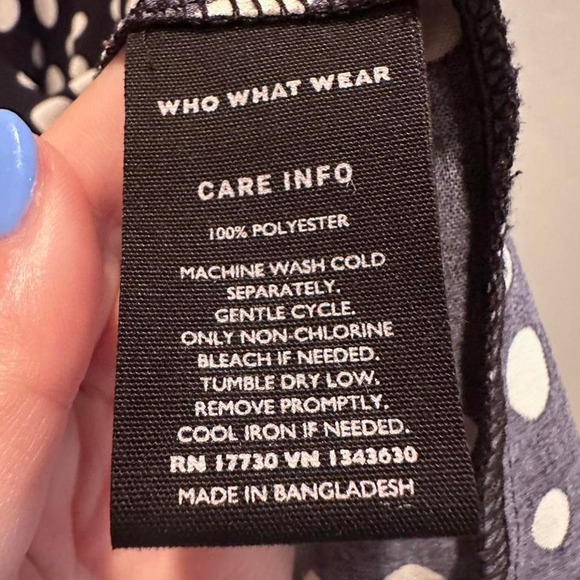 WHO WHAT WEAR
CARE INFO
100% POLYESTER
MACHINE WASH COLD
SEPARATELY.
GENTLE CYCLE.
ONLY NON-CHLORINE
BLEACH IF NEEDED.
TUMBLE DRY LOW.
REMOVE PROMPTLY.
COOL IRON IF NEEDED.
RN 17730 VN 1343630
MADE IN BANGLADESH